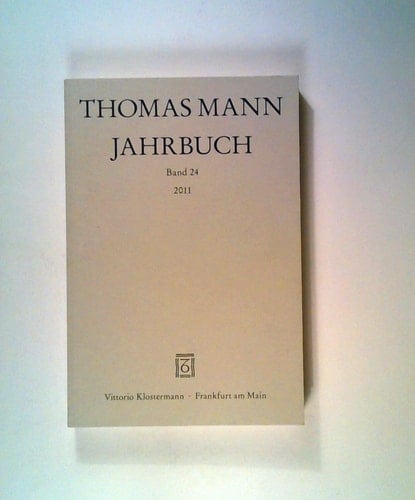 THOMAS MANN
JAHRBUCH
Band 24
2011
Vittorio Klostermann · Frankfurt am Main